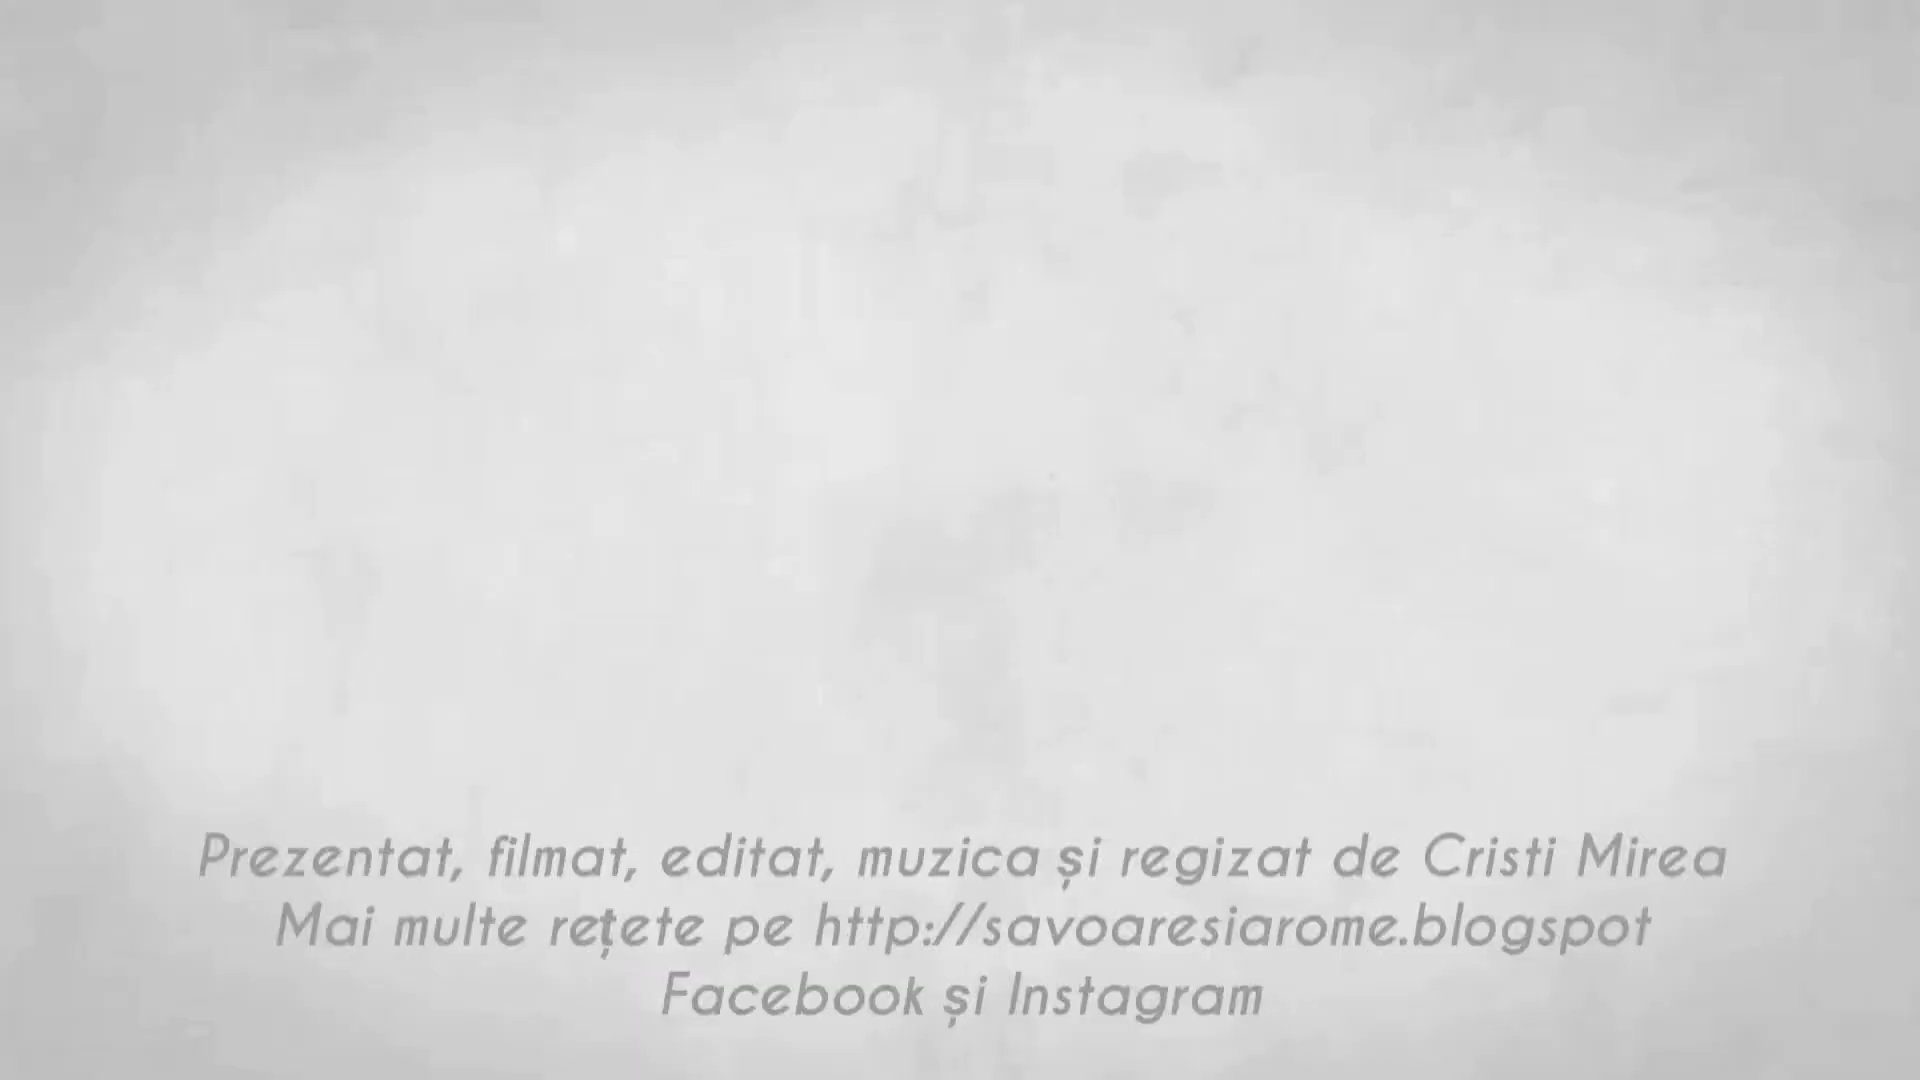 Prezentat, filmat, editat, muzica și regizat de Cristi Mirea
Mai multe rețete pe http://savoaresiarome.blogspot
Facebook și Instagram